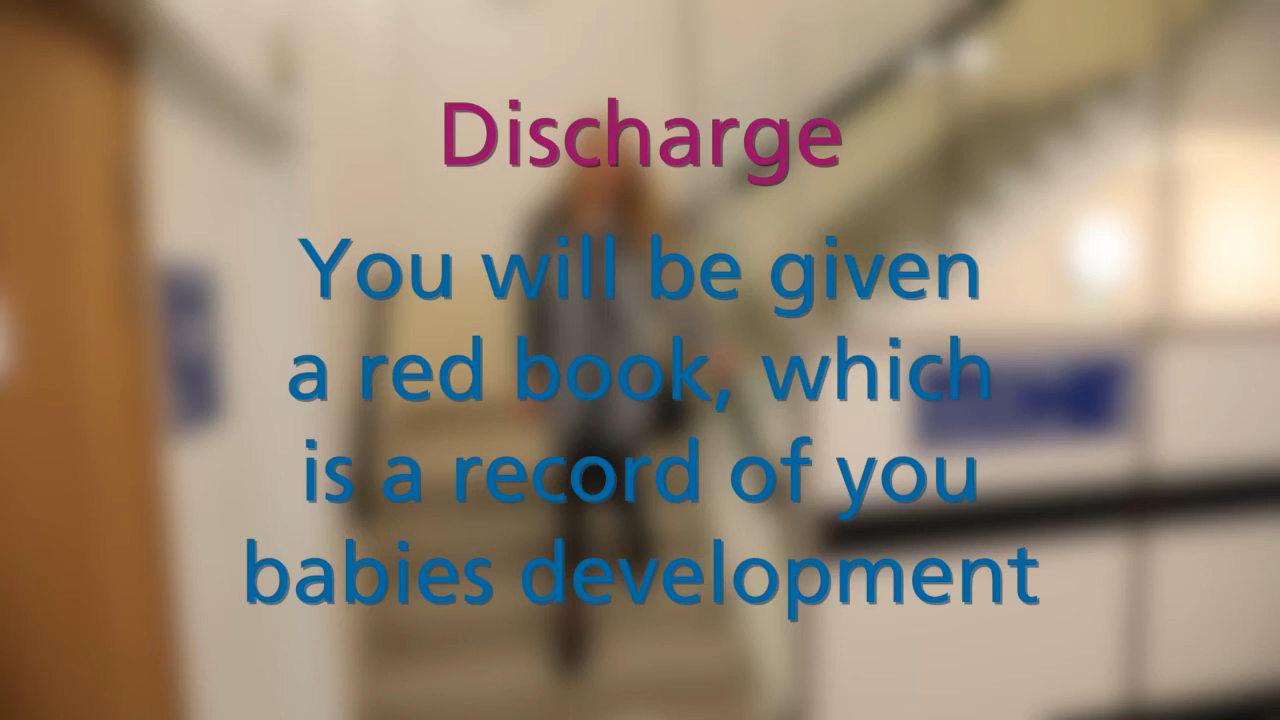 Discharge
You will be given
a red book, which
is a record of you
babies development